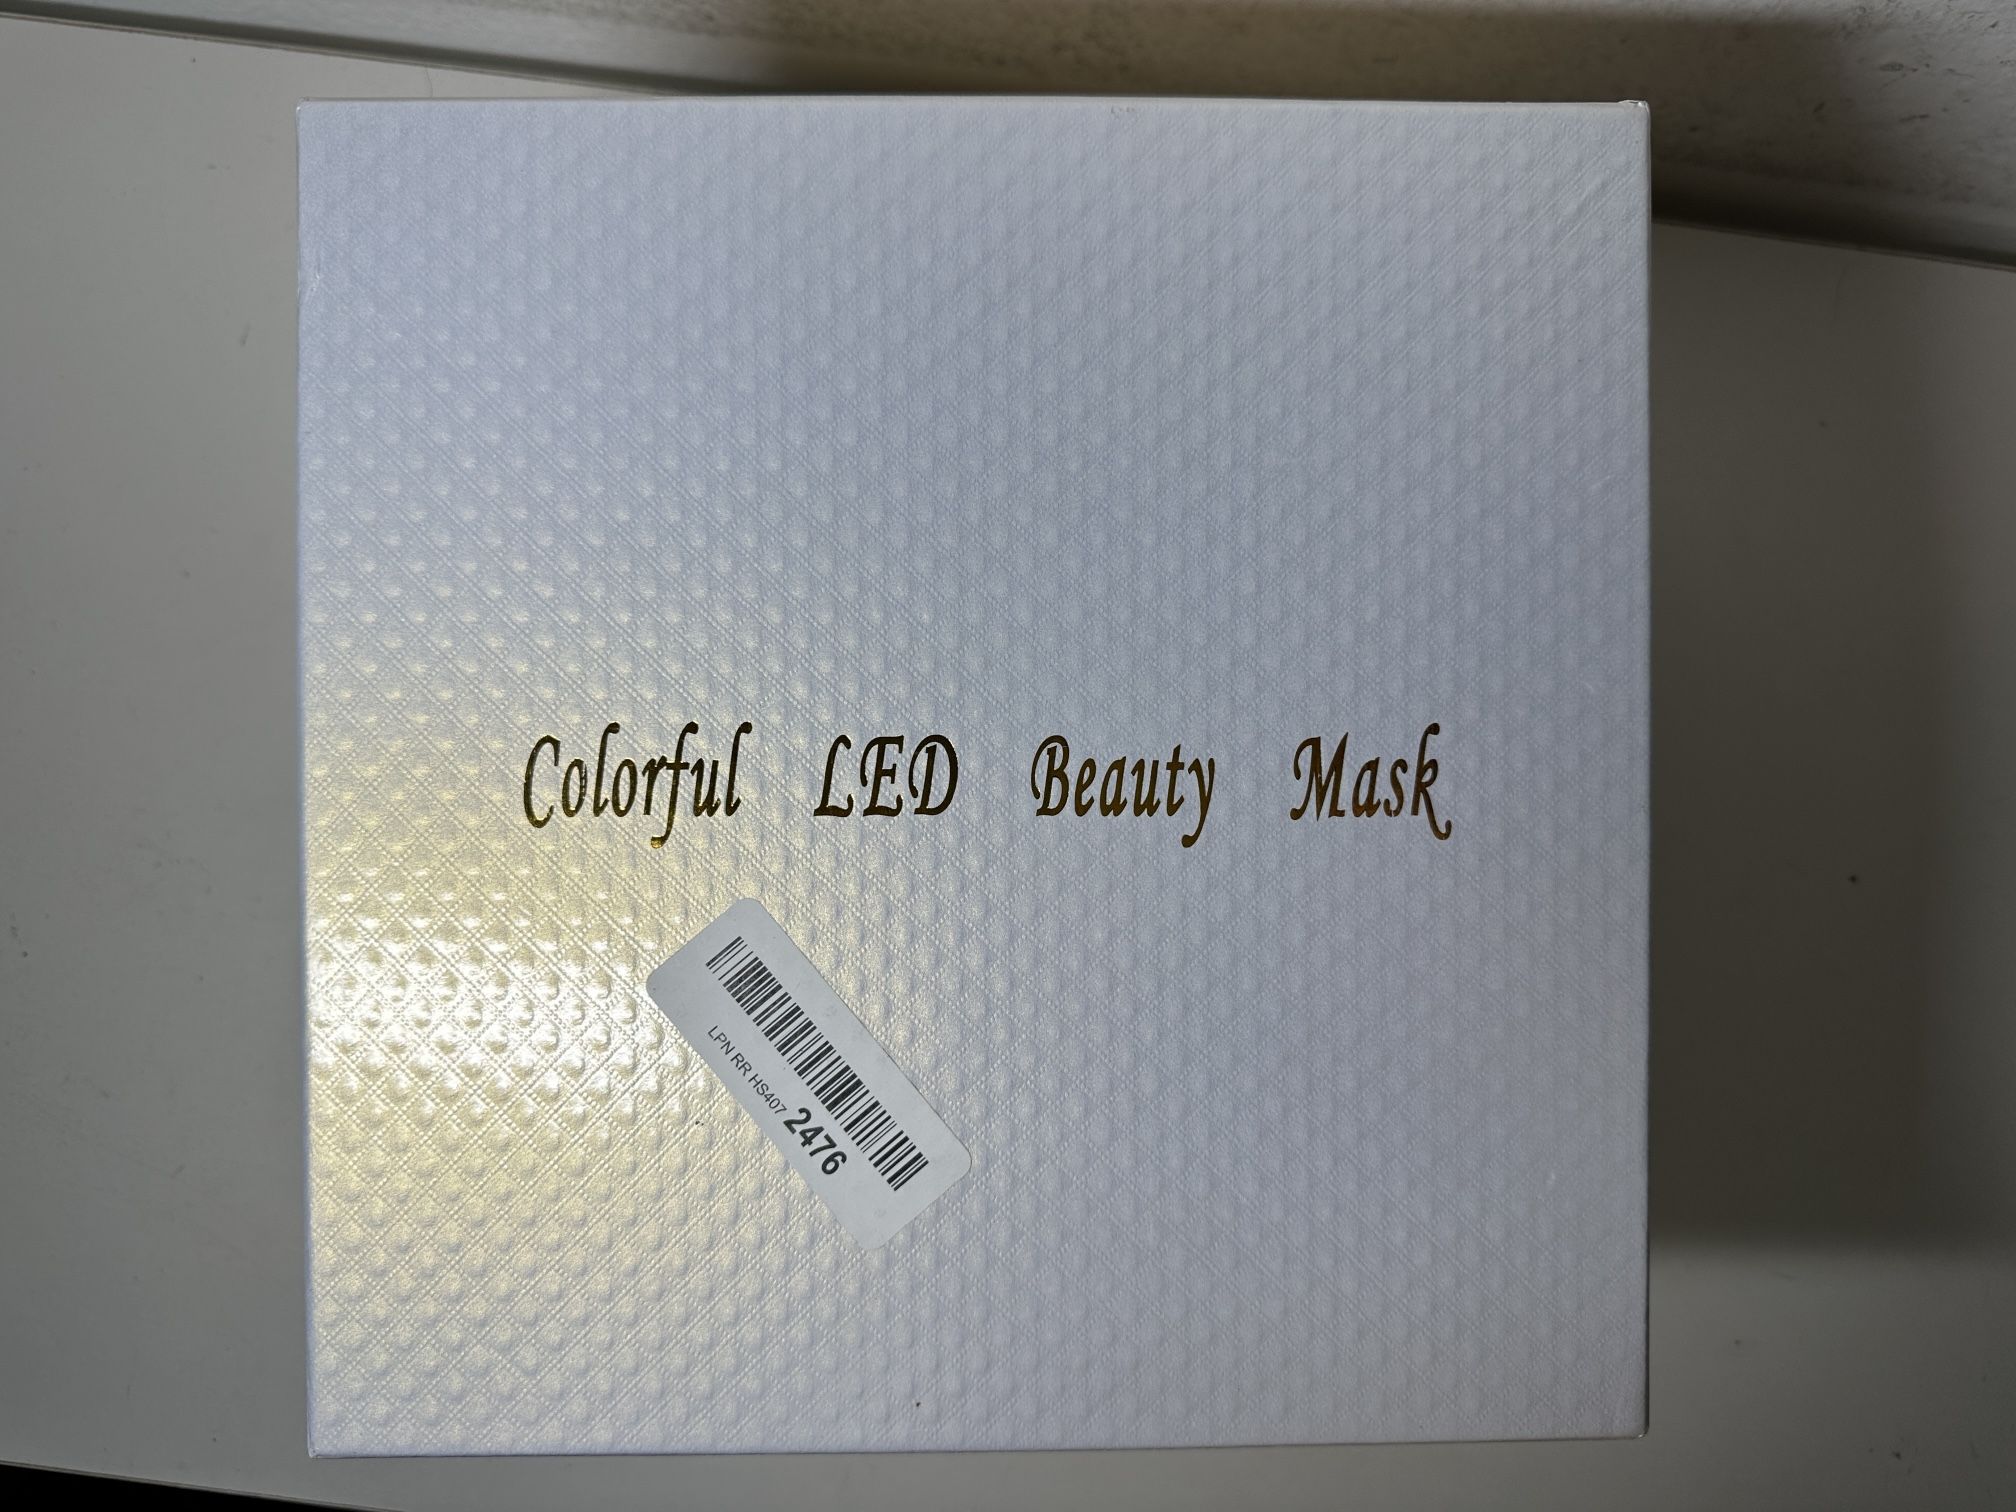 Colorful LED Beauty Mask
LPN RR HS407 2476